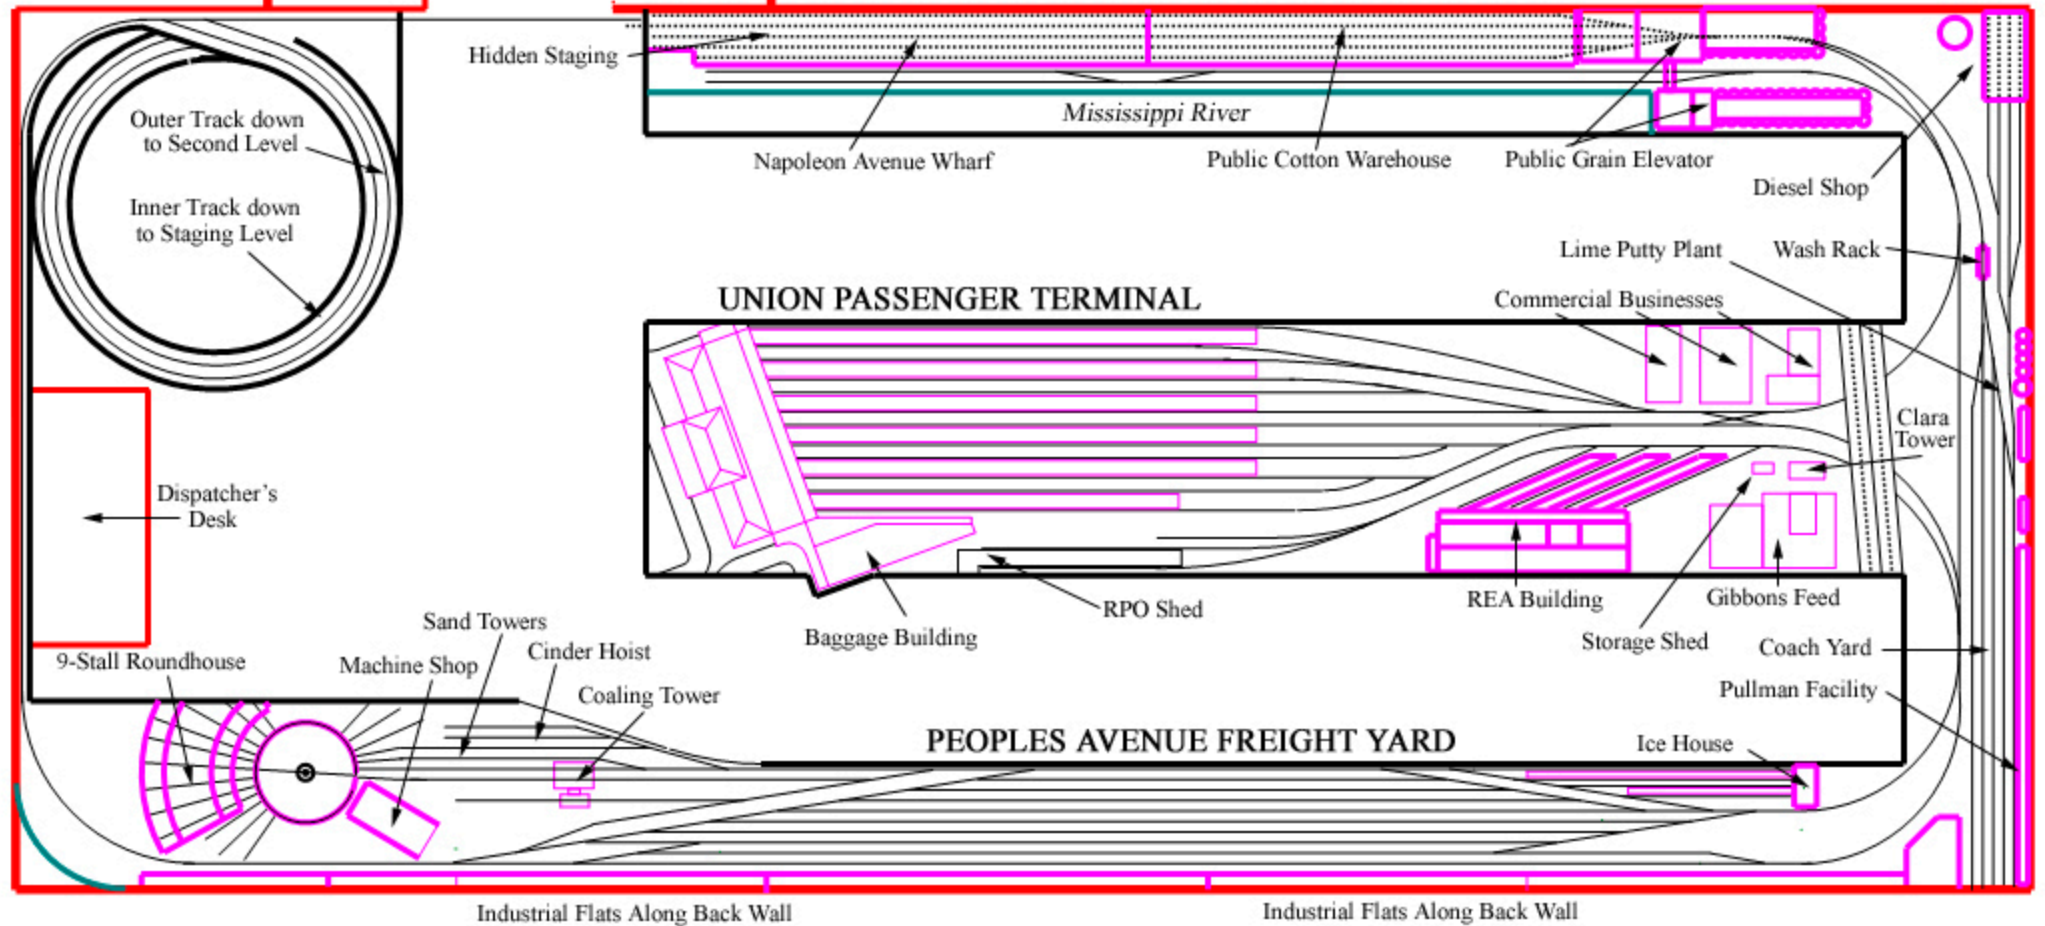 Hidden Staging
Mississippi River
Outer Track down
to Second Level
Napoleon Avenue Wharf
Public Cotton Warehouse
Public Grain Elevator
Diesel Shop
Inner Track down
to Staging Level
Lime Putty Plant
Wash Rack
UNION PASSENGER TERMINAL
Commercial Businesses
Clara
Tower
Dispatcher's
Desk
REA Building
Gibbons Feed
RPO Shed
Sand Towers
Baggage Building
Storage Shed
Coach Yard
9-Stall Roundhouse
Machine Shop
Cinder Hoist
Coaling Tower
Pullman Facility
PEOPLES AVENUE FREIGHT YARD
Ice House
Industrial Flats Along Back Wall
Industrial Flats Along Back Wall